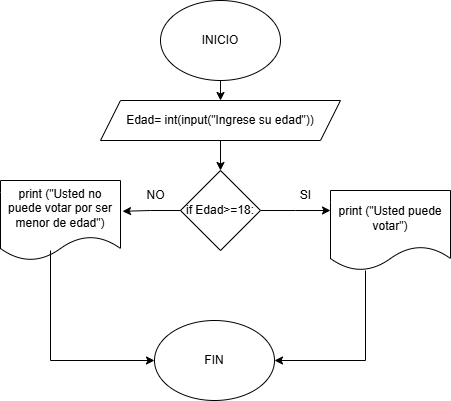 INICIO
Edad= int(input("Ingrese su edad"))
if Edad>=18:
NO
SI
print ("Usted no
puede votar por ser
menor de edad")
print ("Usted puede
votar")
FIN